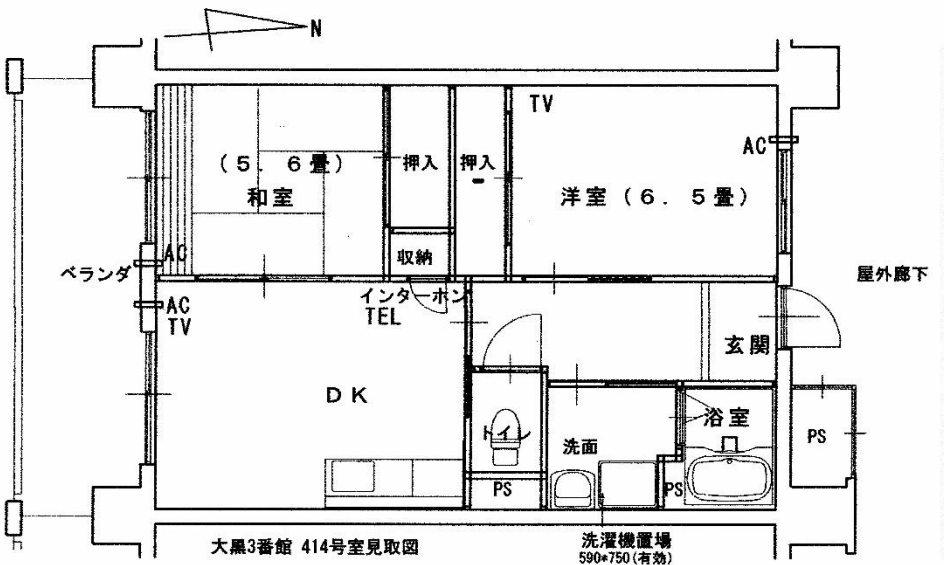 N
TV
AC
(5．6畳)
和室
押入
押入
洋室(6．5畳)
収納
AC
ベランダ
インターホン
TEL
屋外廊下
AC
TV
玄関
DK
トイレ
洗面
浴室
PS
PS
PS
大黒3番館 414号室見取図
洗濯機置場
590*750(有効)